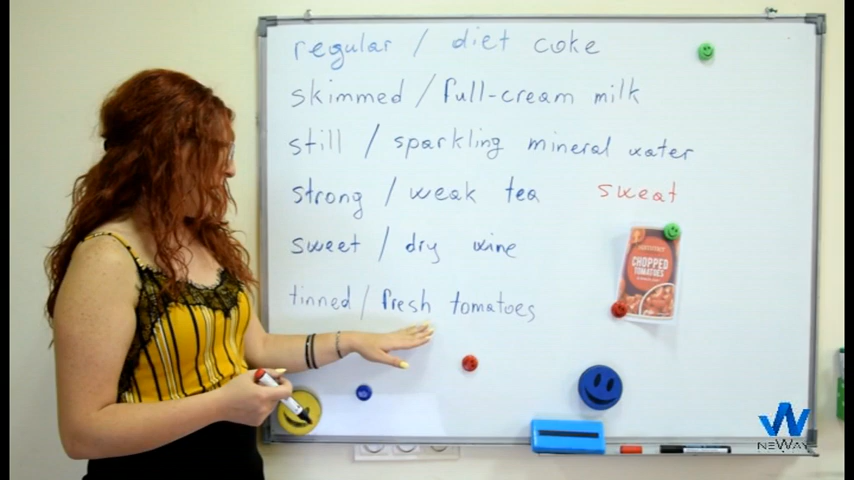 regular / diet coke
skimmed / full-cream milk
still / sparkling mineral water
strong / weak tea
sweat
sweet / dry wine
CHOPPED
TOMATOES
tinned / fresh tomatoes
NEWAY